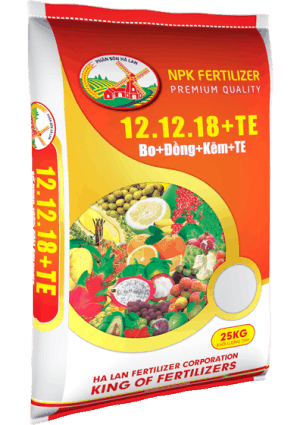 PHÂN BÓN HÀ LAN
NPK FERTILIZER
PREMIUM QUALITY
12.12.18+TE
Bo+Đồng+Kẽm+TE
12.12.18+TE
25KG
HA LAN FERTILIZER CORPORATION
KING OF FERTILIZERS